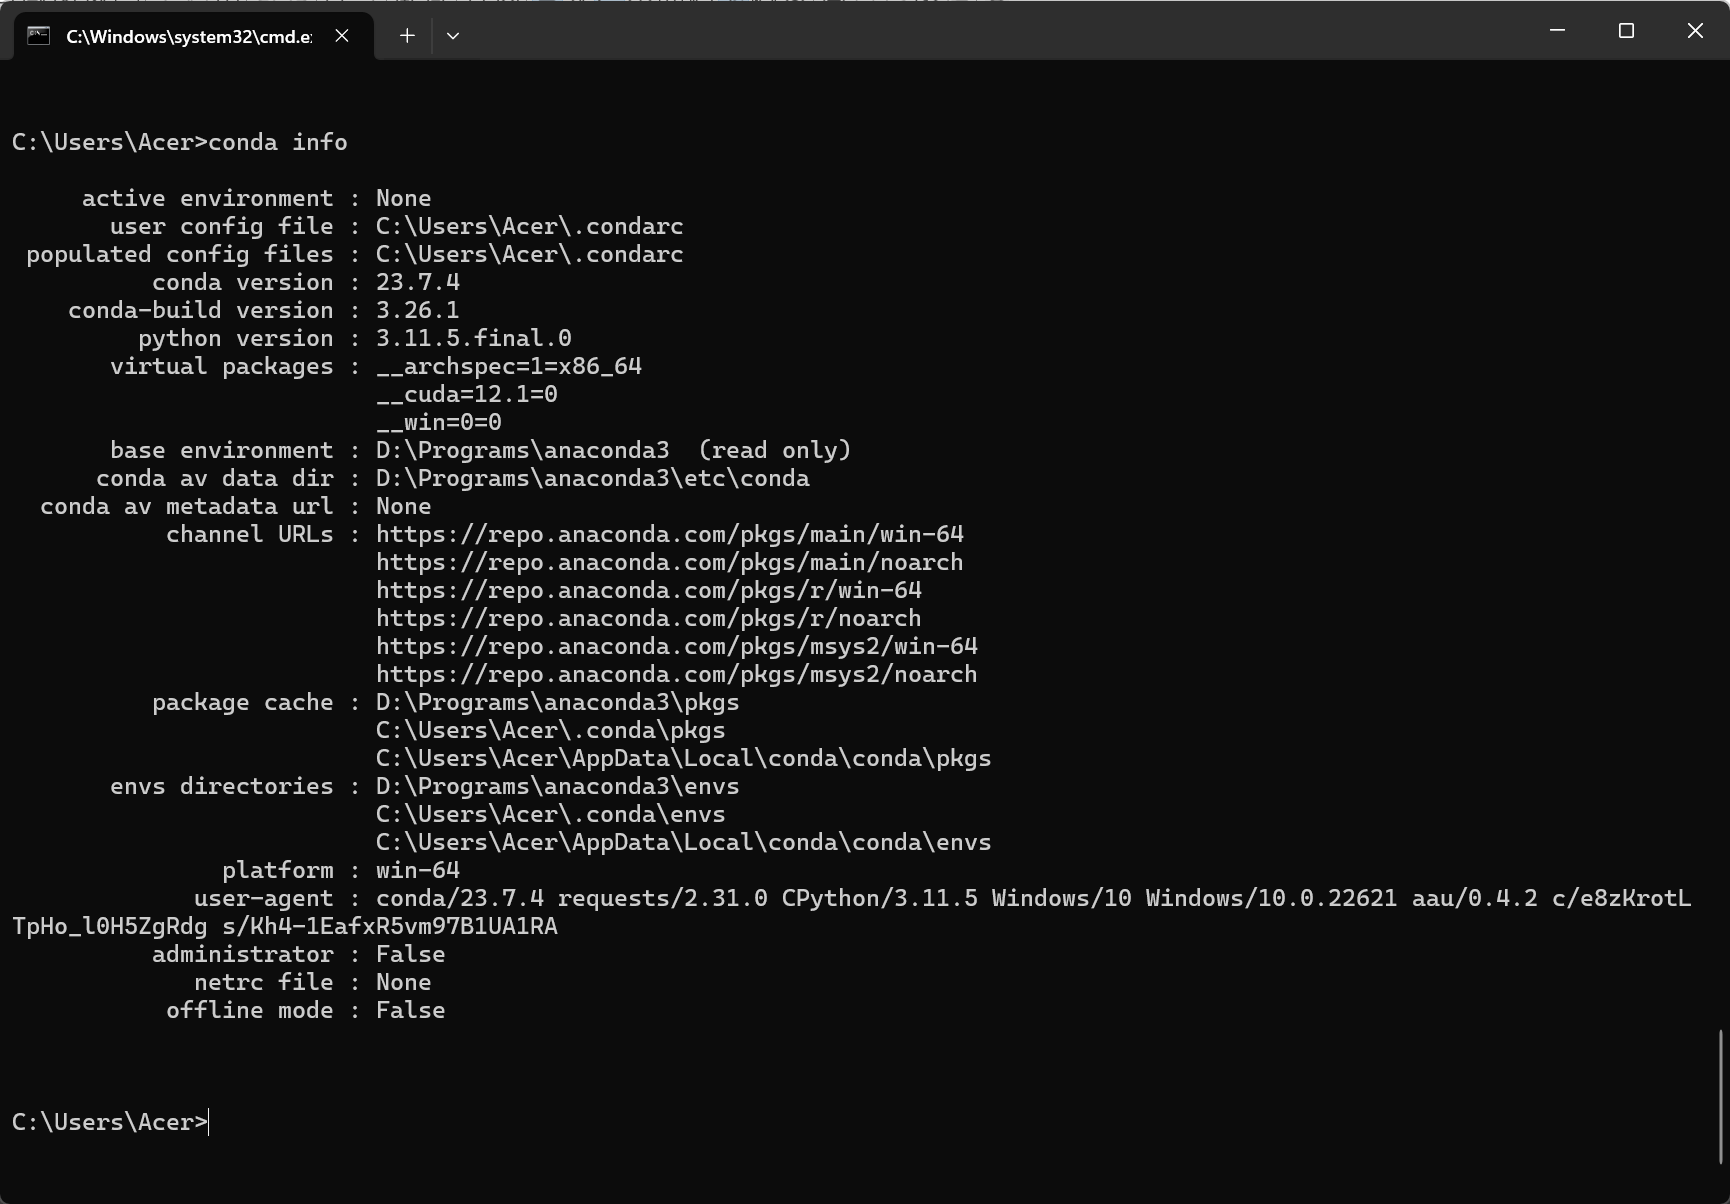 C:\Windows\system32\cmd.e
C:\Users\Acer>conda info
active environment : None
user config file : C:\Users\Acer\.condarc
populated config files : C:\Users\Acer\.condarc
conda version : 23.7.4
conda-build version : 3.26.1
python version : 3.11.5.final.0
virtual packages : __archspec=1=x86_64
__cuda=12.1=0
__win=0=0
base environment : D:\Programs\anaconda3  (read only)
conda av data dir : D:\Programs\anaconda3\etc\conda
conda av metadata url : None
channel URLs : https://repo.anaconda.com/pkgs/main/win-64
https://repo.anaconda.com/pkgs/main/noarch
https://repo.anaconda.com/pkgs/r/win-64
https://repo.anaconda.com/pkgs/r/noarch
https://repo.anaconda.com/pkgs/msys2/win-64
https://repo.anaconda.com/pkgs/msys2/noarch
package cache : D:\Programs\anaconda3\pkgs
C:\Users\Acer\.conda\pkgs
C:\Users\Acer\AppData\Local\conda\conda\pkgs
envs directories : D:\Programs\anaconda3\envs
C:\Users\Acer\.conda\envs
C:\Users\Acer\AppData\Local\conda\conda\envs
platform : win-64
user-agent : conda/23.7.4 requests/2.31.0 CPython/3.11.5 Windows/10 Windows/10.0.22621 aau/0.4.2 c/e8zKrotL
TpHo_l0H5ZgRdg s/Kh4-1EafxR5vm97B1UA1RA
administrator : False
netrc file : None
offline mode : False
C:\Users\Acer>